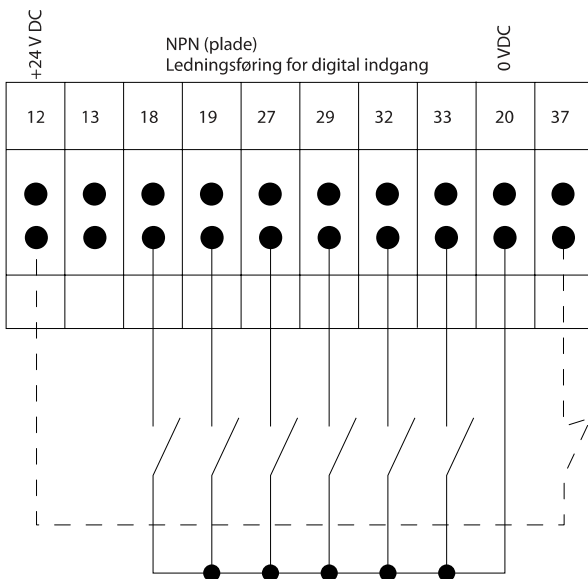 +24 V DC
NPN (plade)
Ledningsføring for digital indgang
0 VDC
12 13 18 19 27 29 32 33 20 37